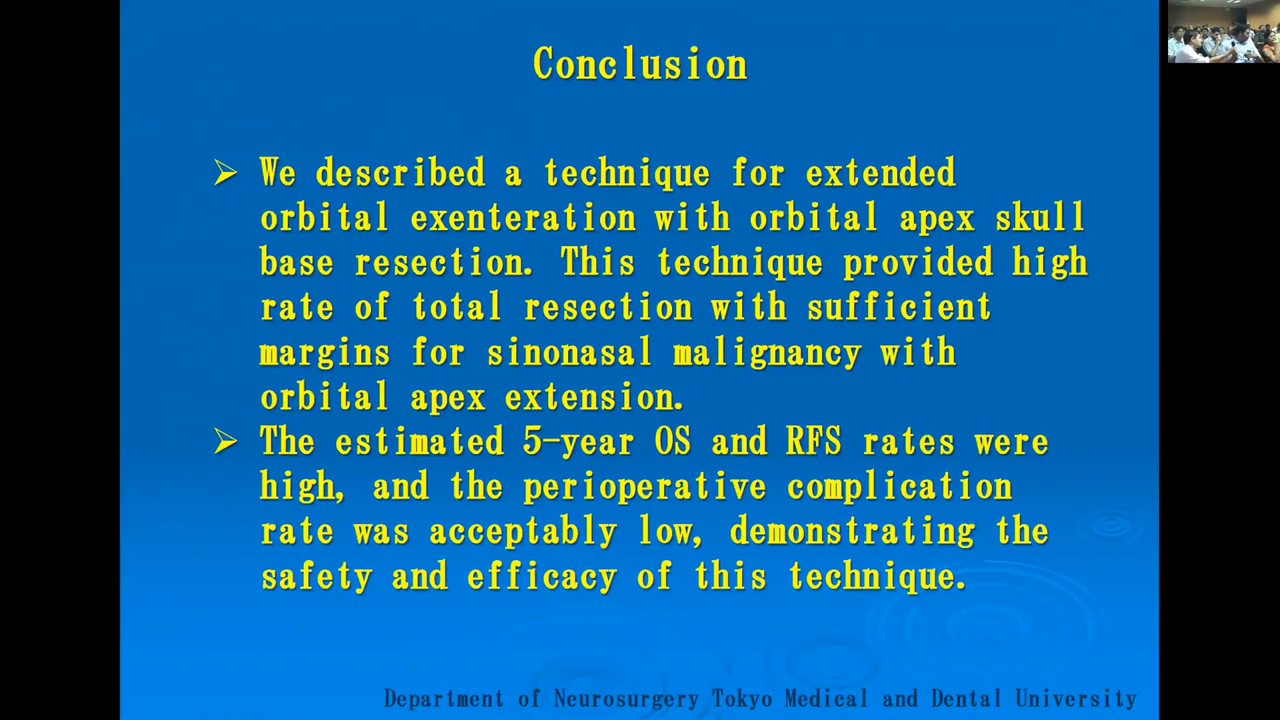 Conclusion
➢ We described a technique for extended
orbital exenteration with orbital apex skull
base resection. This technique provided high
rate of total resection with sufficient
margins for sinonasal malignancy with
orbital apex extension.
➢ The estimated 5-year OS and RFS rates were
high, and the perioperative complication
rate was acceptably low, demonstrating the
safety and efficacy of this technique.
Department of Neurosurgery Tokyo Medical and Dental University